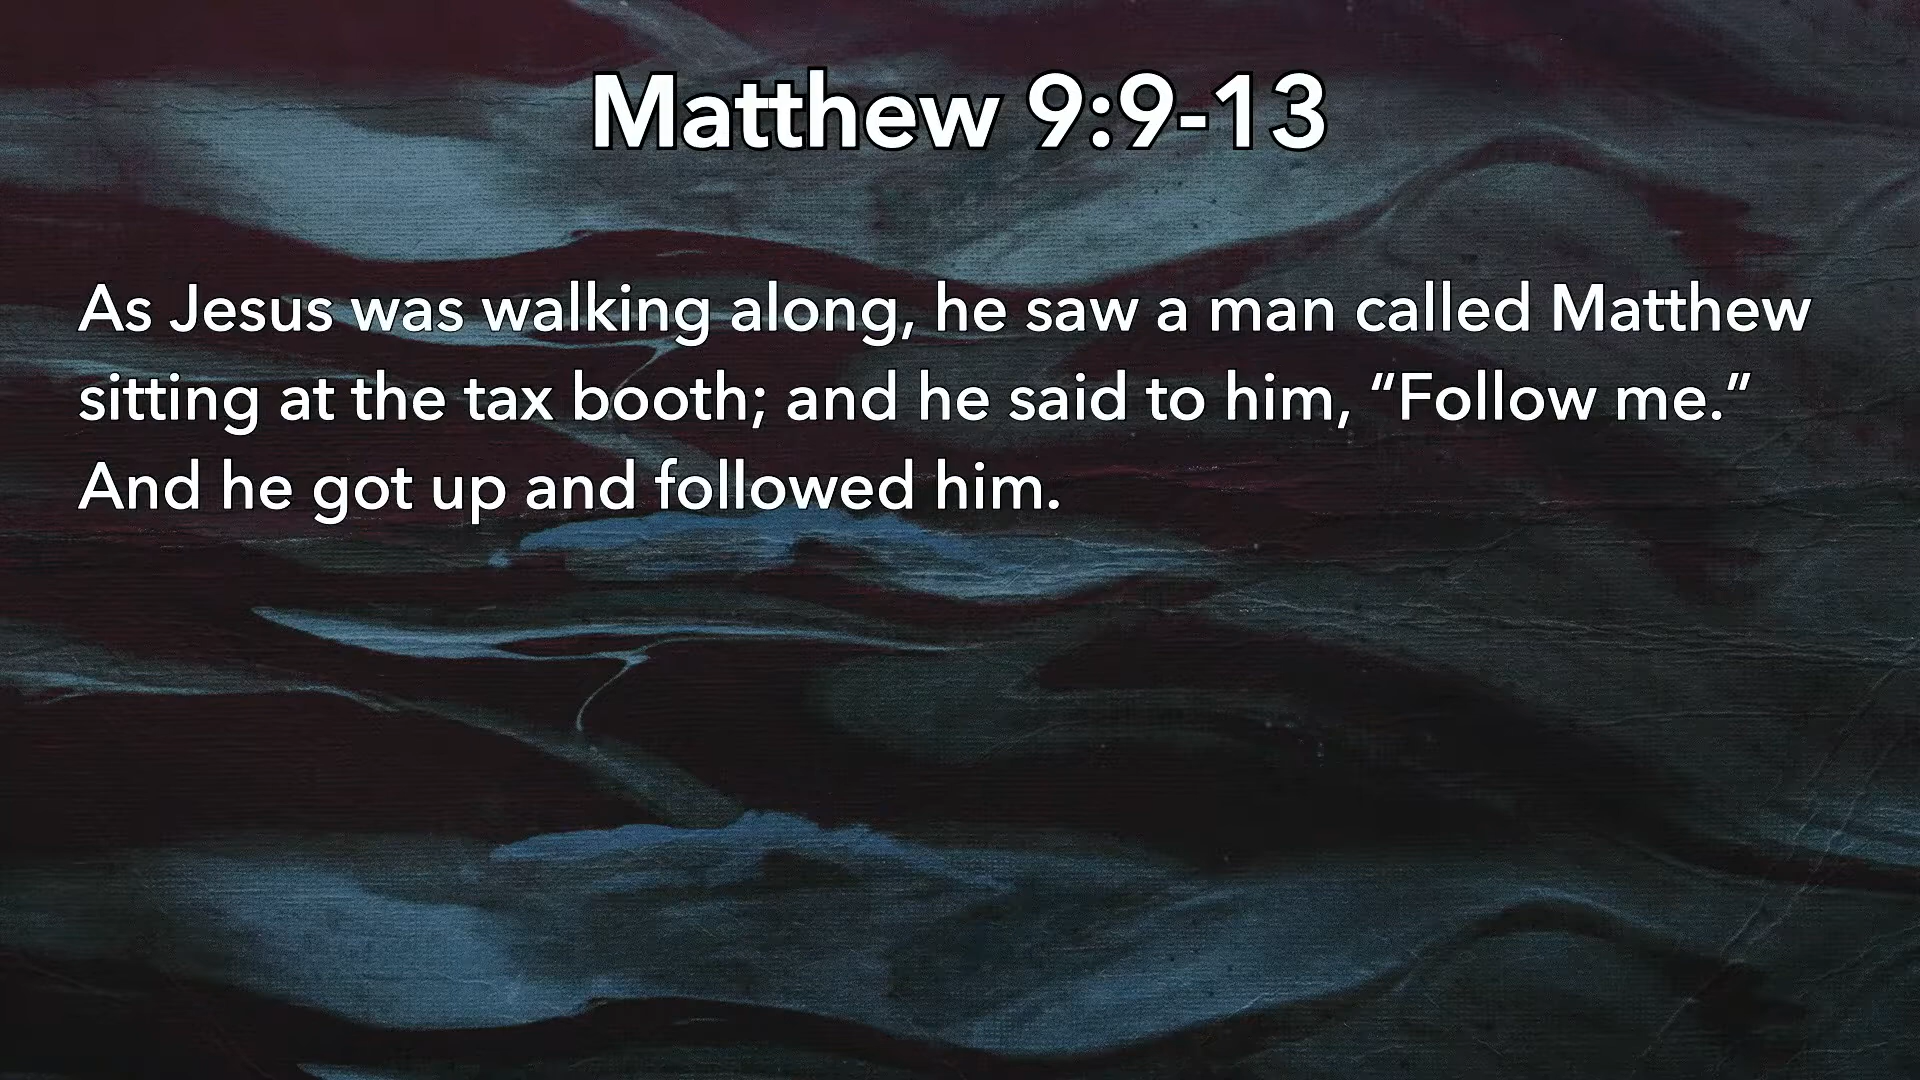 Matthew 9:9-13
As Jesus was walking along, he saw a man called Matthew
sitting at the tax booth; and he said to him, “Follow me.”
And he got up and followed him.